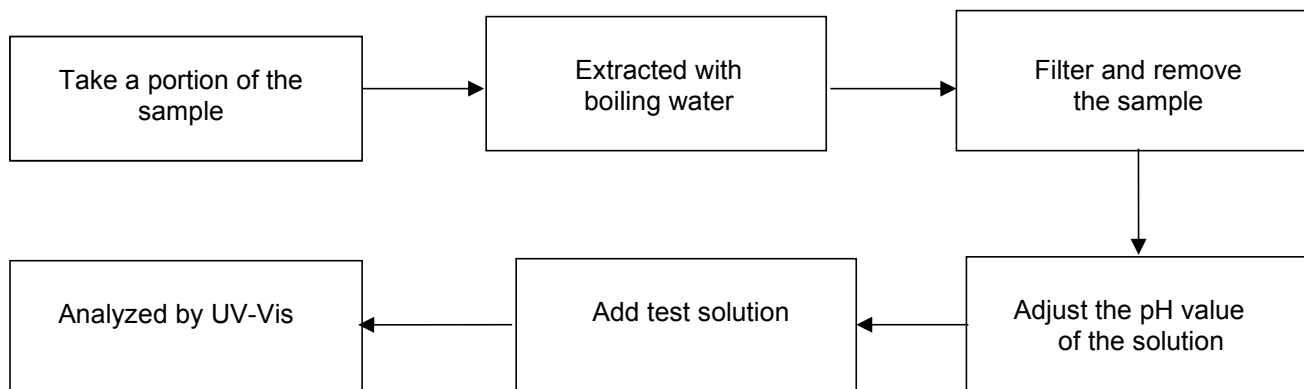 Take a portion of the
sample
Extracted with
boiling water
Filter and remove
the sample
Adjust the pH value
of the solution
Add test solution
Analyzed by UV-Vis